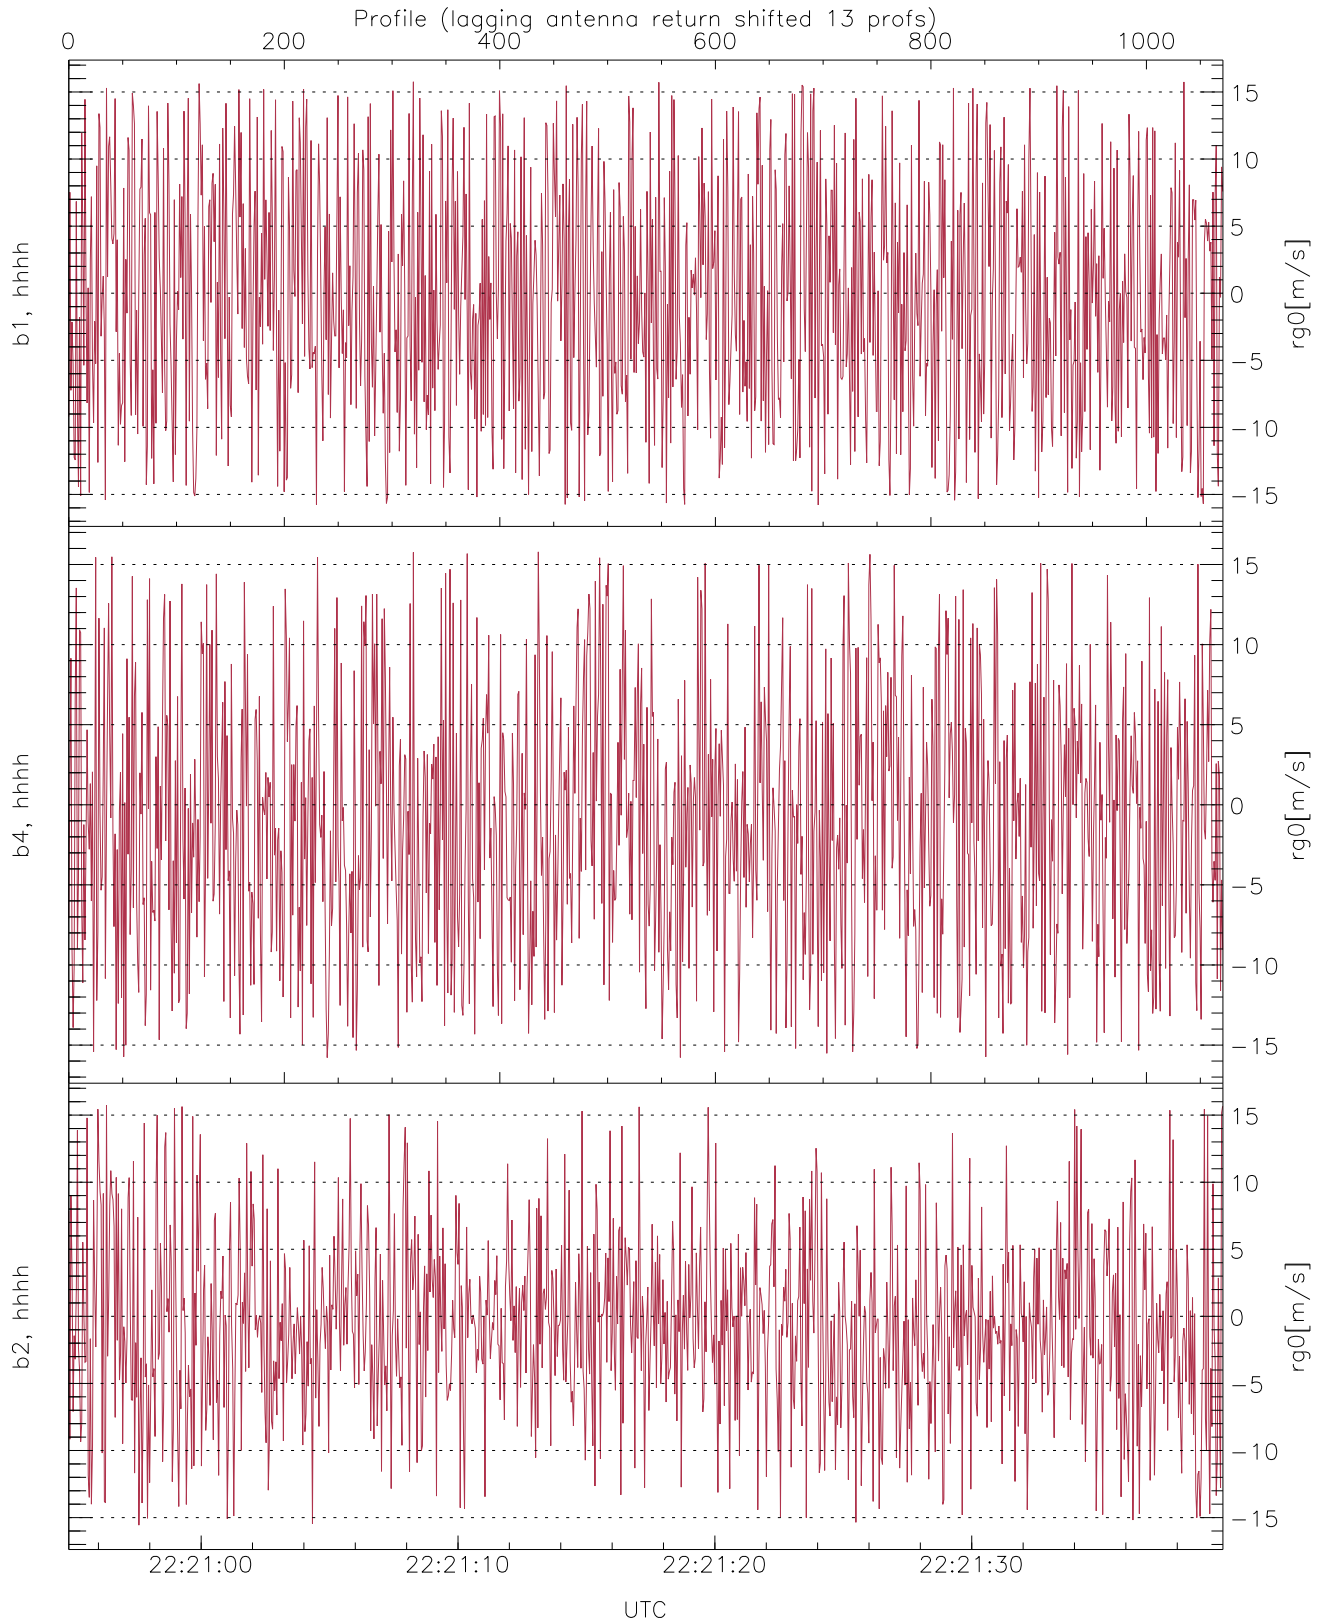 Profile (lagging antenna return shifted 13 profs)
0 200 400 600 800 1000
b1, hhhh
15
10
5
0
−5
−10
−15
rg0[m/s]
b4, hhhh
15
10
5
0
−5
−10
−15
rg0[m/s]
b2, hhhh
15
10
5
0
−5
−10
−15
rg0[m/s]
22:21:00 22:21:10 22:21:20 22:21:30
UTC